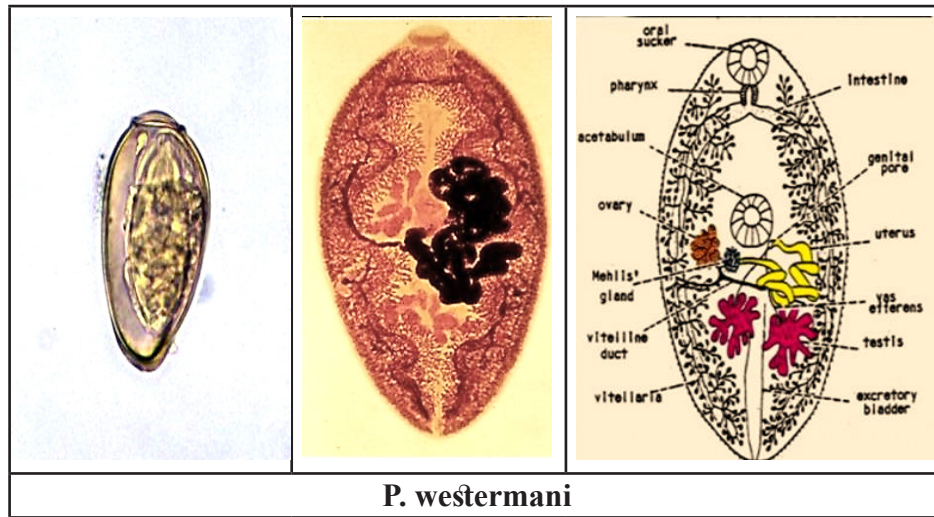 oral
sucker
pharynx
intestine
acetabulum
genital
pore
ovary
uterus
Mehlis'
gland
vas
efferens
vitelline
duct
testis
vitellaria
excretory
bladder
P. westermani